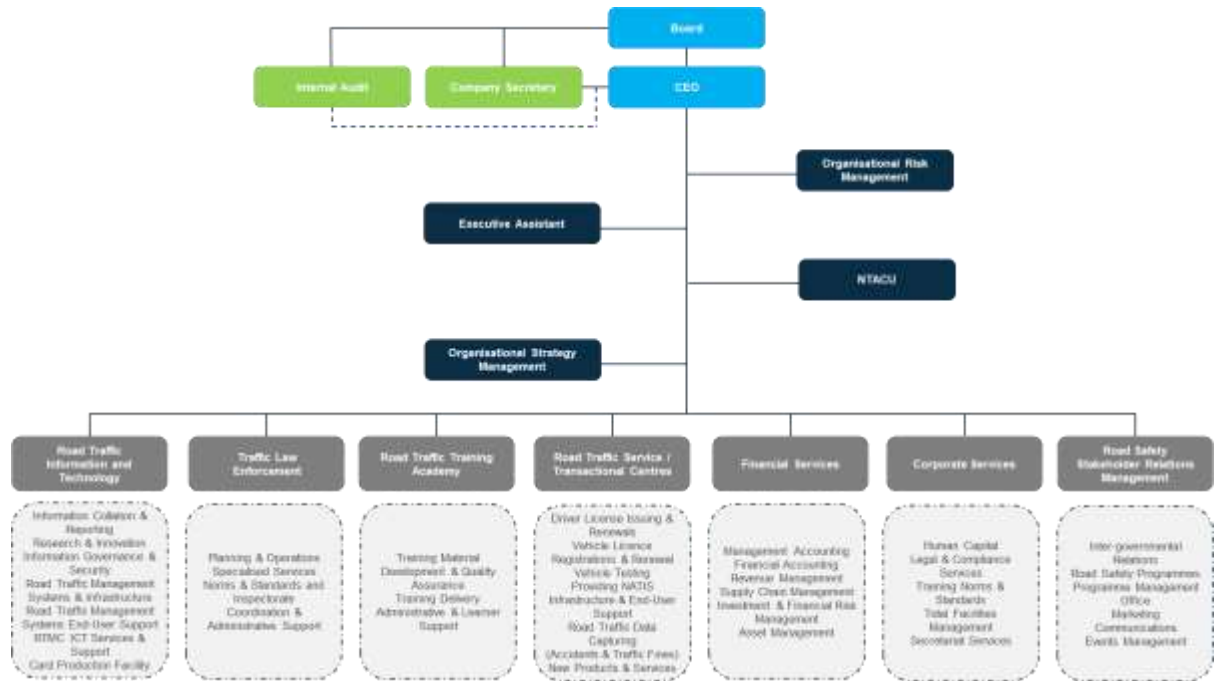 Board
Internal Audit
Company Secretary
CEO
Organisational Risk
Management
Executive Assistant
NTACU
Organisational Strategy
Management
Road Traffic
Information and
Technology
Traffic Law
Enforcement
Road Traffic Training
Academy
Road Traffic Service /
Transactional Centres
Financial Services
Corporate Services
Road Safety
Stakeholder Relations
Management
Information Collation &
Reporting
Research & Innovation
Information Governance &
Security
Road Traffic Management
Systems & Infrastructure
Road Traffic Management
Systems End-User Support
RTMC ICT Services &
Support
Card Production Facility
Planning & Operations
Specialised Services
Norms & Standards and
Inspectorate
Coordination &
Administrative Support
Training Material
Development & Quality
Assurance
Training Delivery
Administrative & Learner
Support
Driver License Issuing &
Renewals
Vehicle Licence
Registrations & Renewal
Vehicle Testing
Providing NATIS
Infrastructure & End-User
Support
Road Traffic Data
Capturing
(Accidents & Traffic Fines)
New Products & Services
Management Accounting
Financial Accounting
Revenue Management
Supply Chain Management
Investment & Financial Risk
Management
Asset Management
Human Capital
Legal & Compliance
Services
Training Norms &
Standards
Total Facilities
Management
Secretariat Services
Inter-governmental
Relations
Road Safety Programmes
Programme Management
Office
Marketing
Communications
Events Management